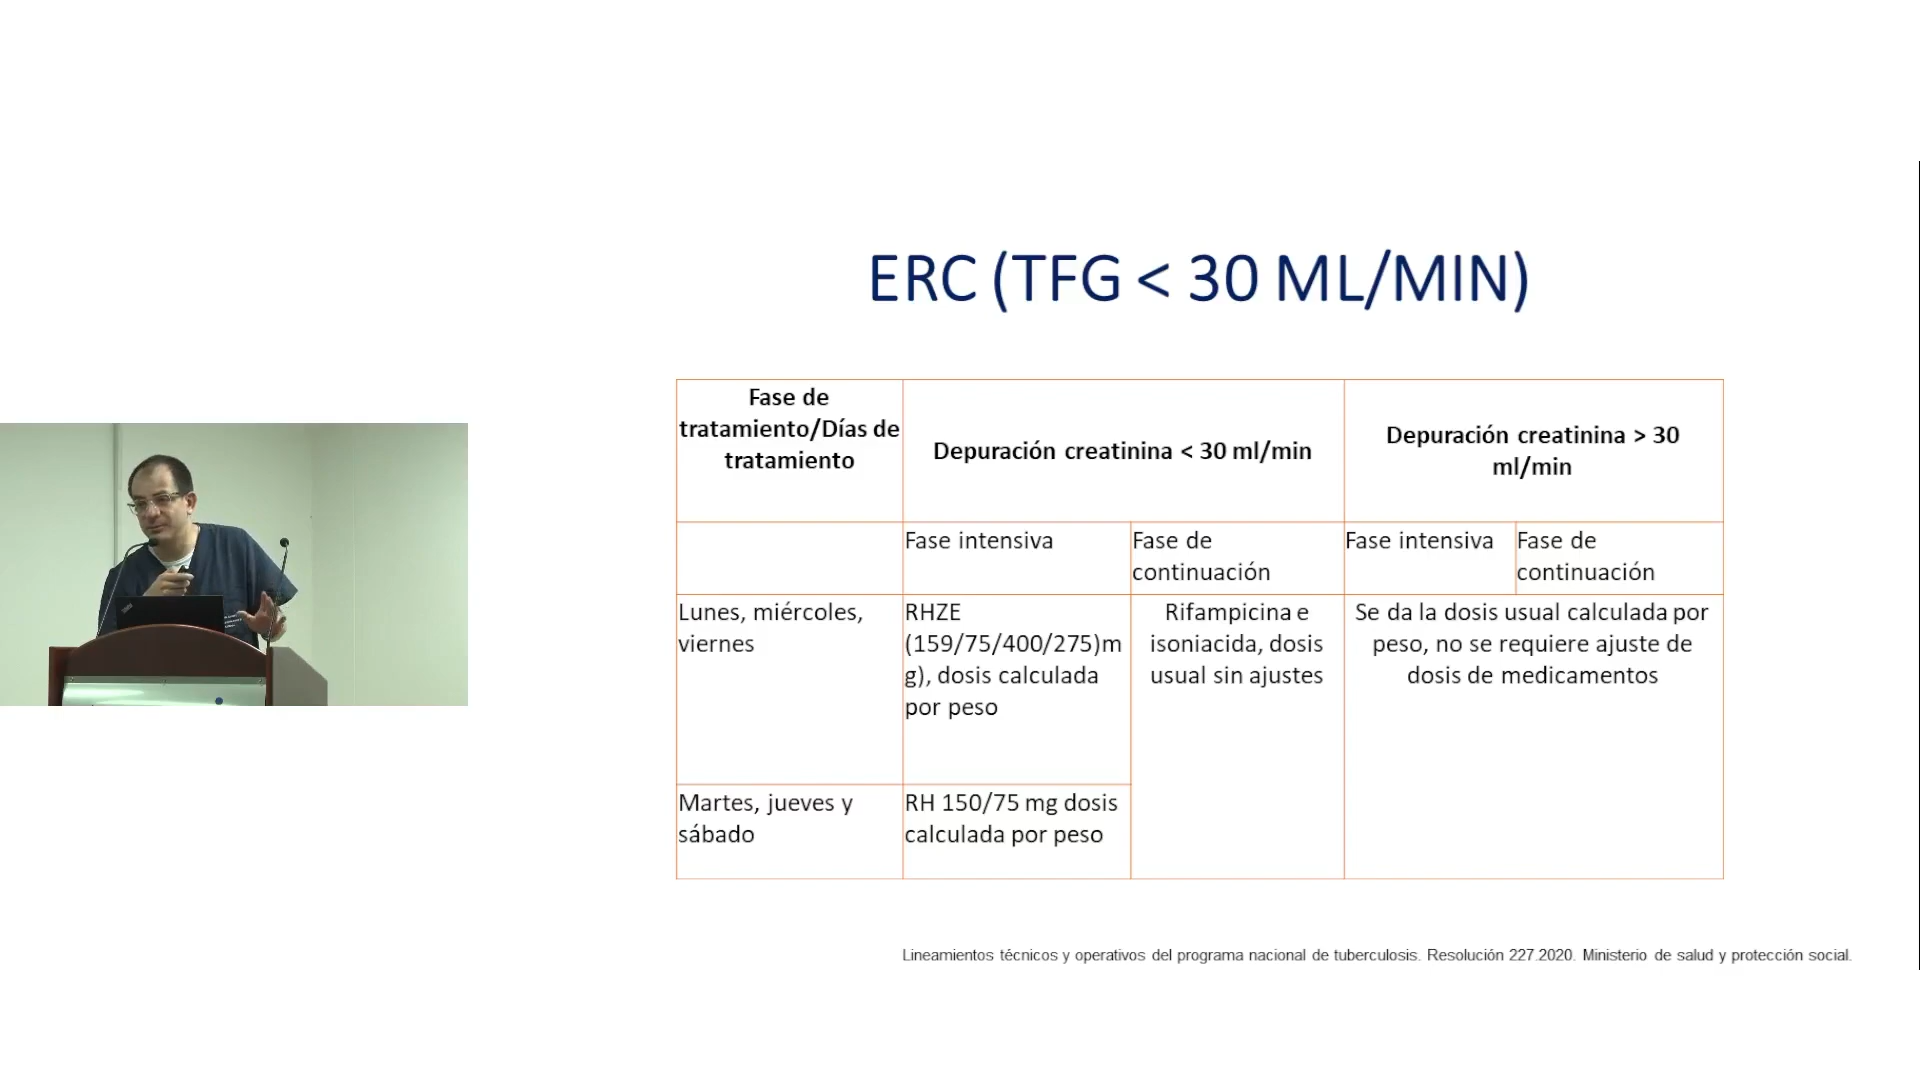 ERC (TFG < 30 ML/MIN)
Fase de
tratamiento/Días de
tratamiento
Depuración creatinina < 30 ml/min
Depuración creatinina > 30
ml/min
Fase intensiva
Fase de
continuación
Fase intensiva
Fase de
continuación
Lunes, miércoles,
viernes
RHZE
(159/75/400/275)m
g), dosis calculada
por peso
Rifampicina e
isoniacida, dosis
usual sin ajustes
Se da la dosis usual calculada por
peso, no se requiere ajuste de
dosis de medicamentos
Martes, jueves y
sábado
RH 150/75 mg dosis
calculada por peso
Lineamientos técnicos y operativos del programa nacional de tuberculosis. Resolución 227.2020. Ministerio de salud y protección social.